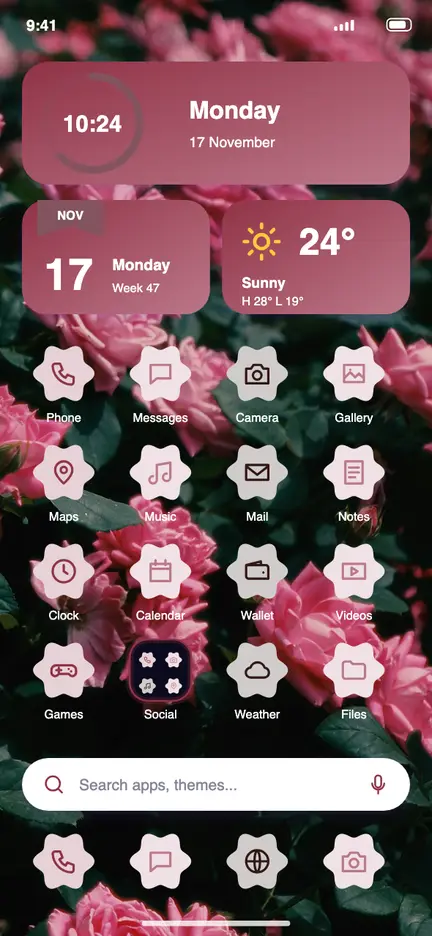 9:41
10:24
Monday
17 November
NOV
17
Monday
Week 47
24°
Sunny
H 28° L 19°
Phone
Messages
Camera
Gallery
Maps
Music
Mail
Notes
Clock
Calendar
Wallet
Videos
Games
Social
Weather
Files
Search apps, themes...